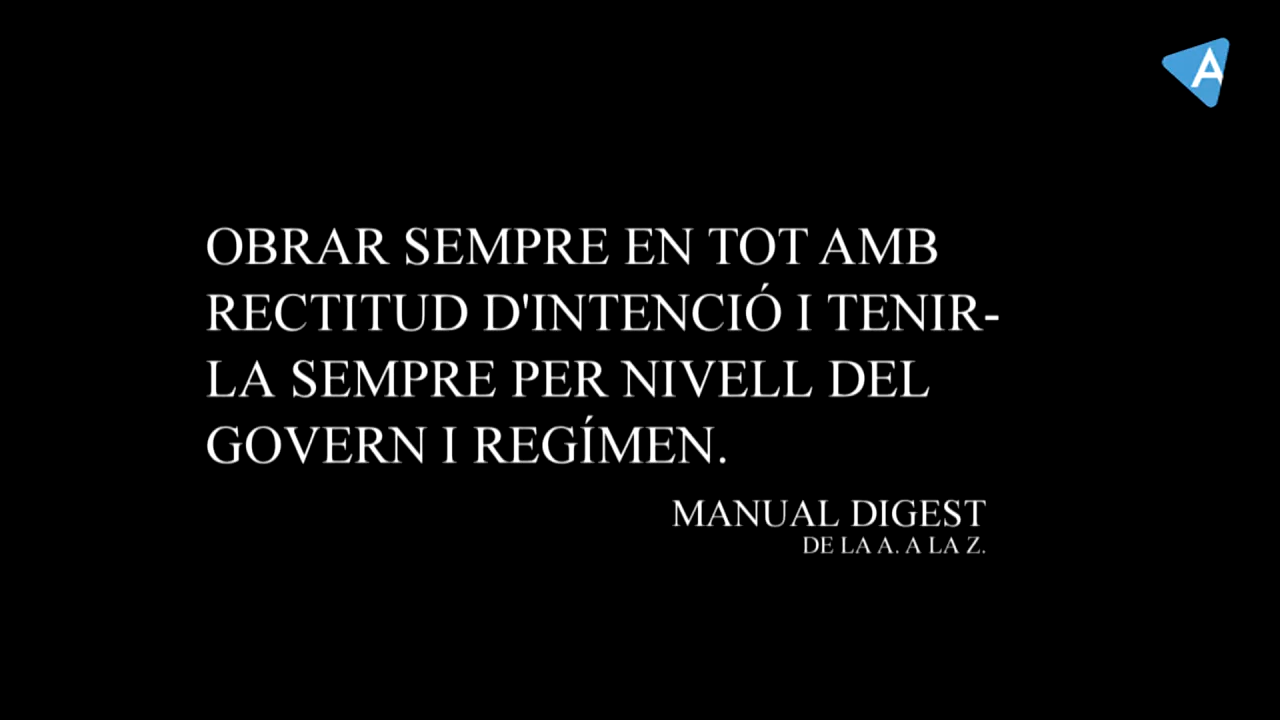 A
OBRAR SEMPRE EN TOT AMB
RECTITUD D'INTENCIÓ I TENIR-
LA SEMPRE PER NIVELL DEL
GOVERN I REGÍMEN.
MANUAL DIGEST
DE LA A. A LA Z.